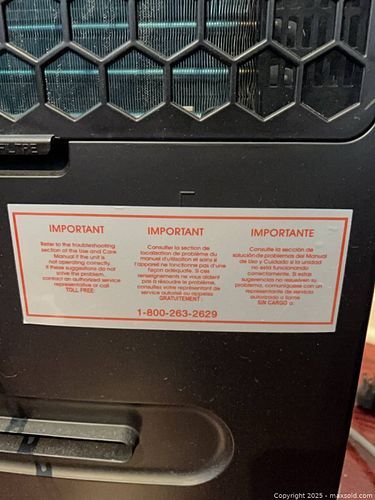 FILTRE
IMPORTANT
Refer to the troubleshooting
section of the Use and Care
Manual if the unit is
not operating correctly.
If these suggestions do not
solve the problem,
contact an authorized service
representative or call
TOLL FREE:
IMPORTANT
Consulter la section de
localisation de problème du
manuel d'utilisation et soins si
l'appareil ne fonctionne pas d'une
façon adéquate. Si ces
renseignements ne vous aident
pas à résoudre le problème,
consultez votre représentant de
service autorisé ou appelez
GRATUITEMENT :
IMPORTANTE
Consulte la sección de
solución de problemas del Manual
de Uso y Cuidado si la unidad
no está funcionando
correctamente. Si estas
sugerencias no resuelven su
problema, comuníquese con un
representante de servicio
autorizado o llame
SIN CARGO a:
1-800-263-2629
Copyright 2025 - maxsold.com